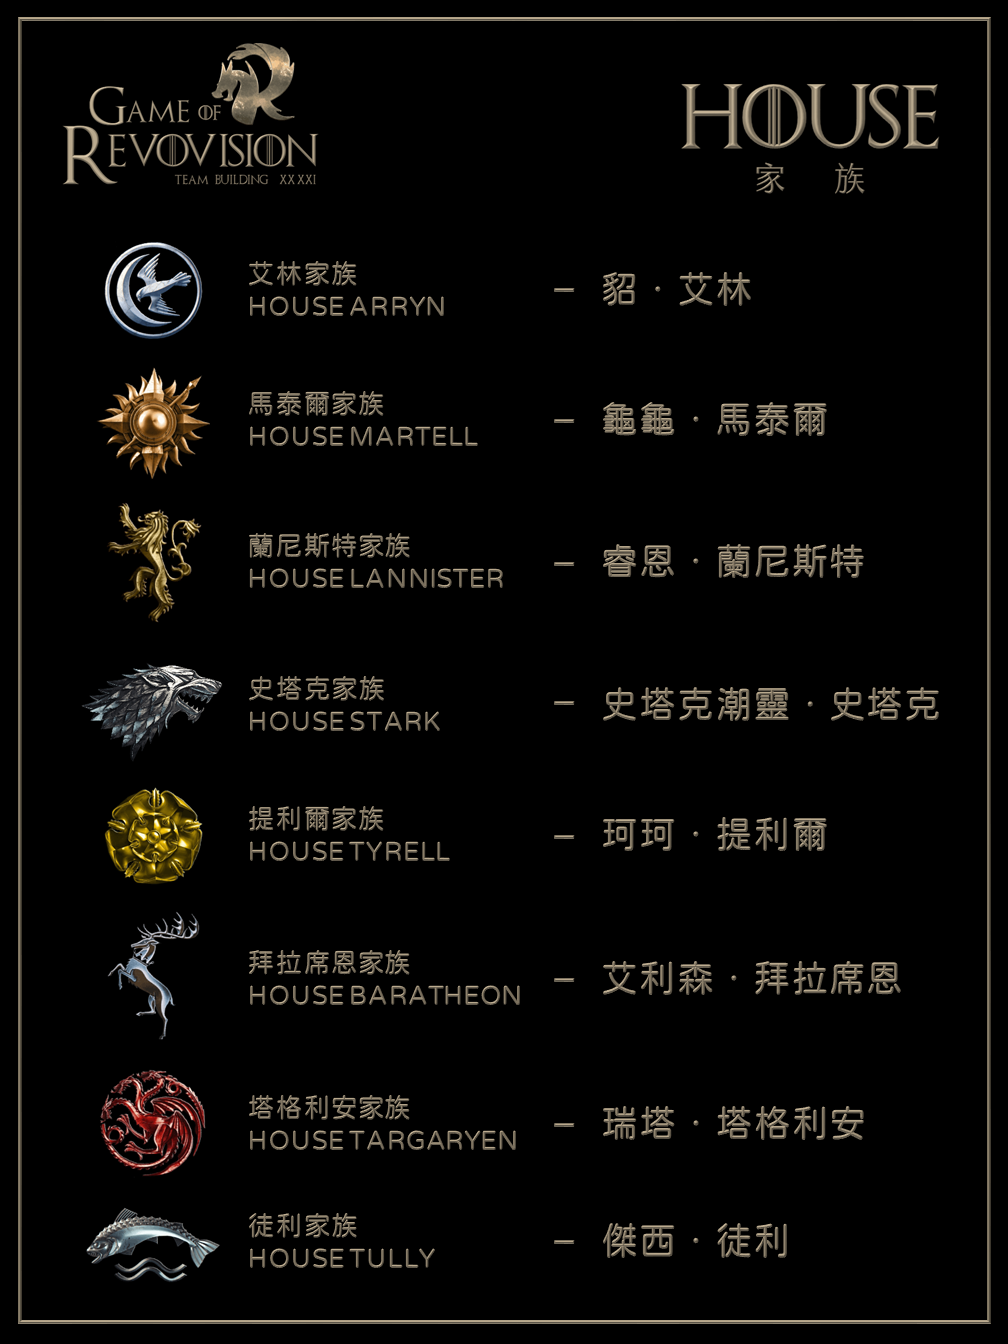 GAME OF
REVOVISION
TEAM BUILDING XXXXI
HOUSE
家 族
艾林家族
HOUSE ARRYN
– 貂·艾林
馬泰爾家族
HOUSE MARTELL
– 龜龜·馬泰爾
蘭尼斯特家族
HOUSE LANNISTER
– 睿恩·蘭尼斯特
史塔克家族
HOUSE STARK
– 史塔克潮靈·史塔克
提利爾家族
HOUSE TYRELL
– 珂珂·提利爾
拜拉席恩家族
HOUSE BARATHEON
– 艾利森·拜拉席恩
塔格利安家族
HOUSE TARGARYEN
– 瑞塔·塔格利安
徒利家族
HOUSE TULLY
– 傑西·徒利